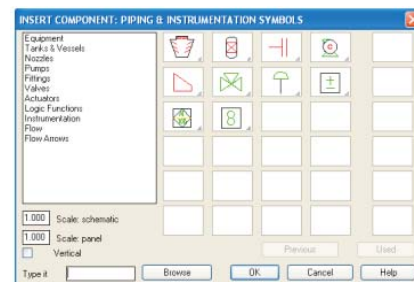 INSERT COMPONENT: PIPING & INSTRUMENTATION SYMBOLS
Equipment
Tanks & Vessels
Nozzles
Pumps
Fittings
Valves
Actuators
Logic Functions
Instrumentation
Flow
Flow Arrows
±
8
1.000 Scale: schematic
1.000 Scale: panel
Vertical
Previous Used
Type it Browse OK Cancel Help